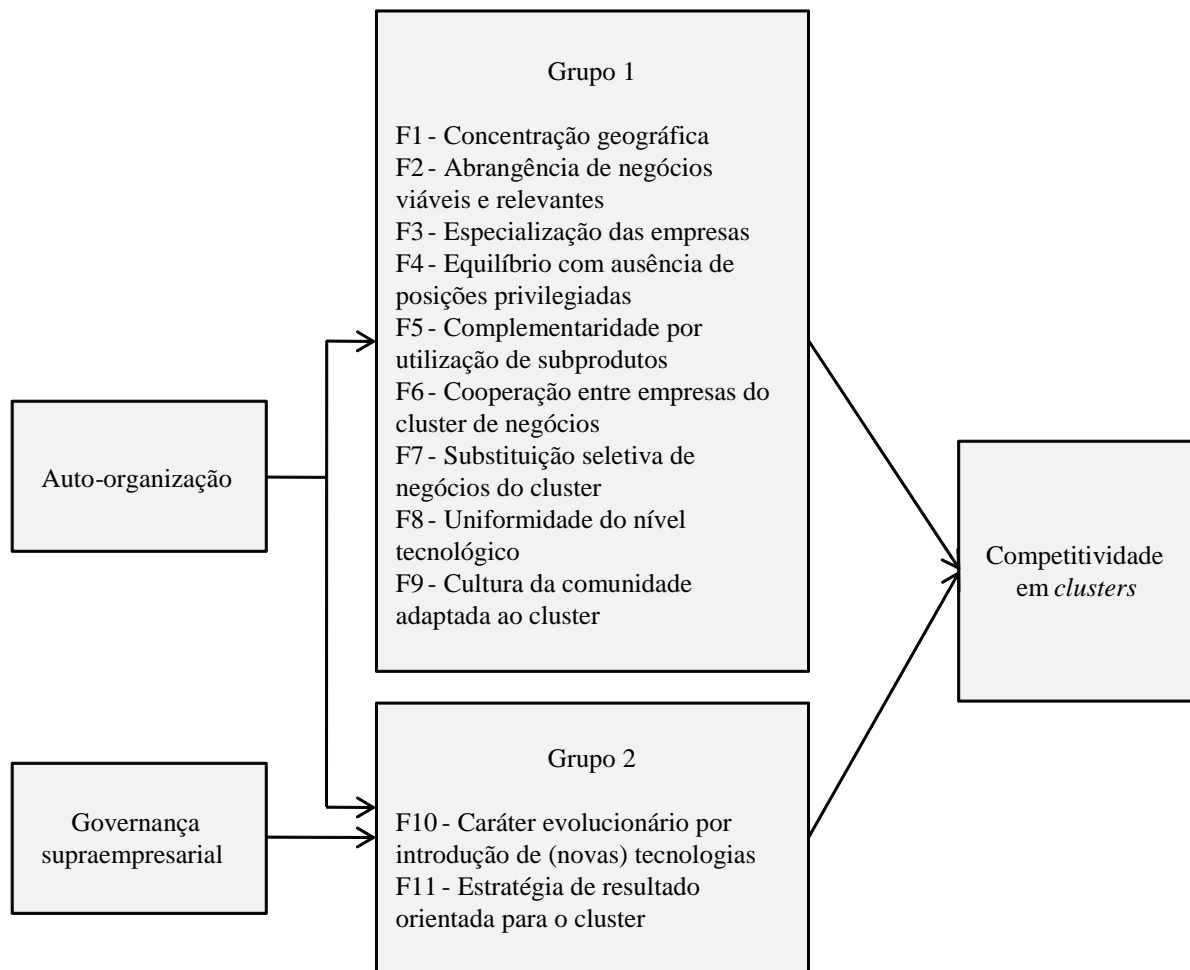 Grupo 1
F1 - Concentração geográfica
F2 - Abrangência de negócios
viáveis e relevantes
F3 - Especialização das empresas
F4 - Equilíbrio com ausência de
posições privilegiadas
F5 - Complementaridade por
utilização de subprodutos
F6 - Cooperação entre empresas do
cluster de negócios
F7 - Substituição seletiva de
negócios do cluster
F8 - Uniformidade do nível
tecnológico
F9 - Cultura da comunidade
adaptada ao cluster
Auto-organização
Competitividade
em clusters
Grupo 2
F10 - Caráter evolucionário por
introdução de (novas) tecnologias
F11 - Estratégia de resultado
orientada para o cluster
Governança
supraempresarial